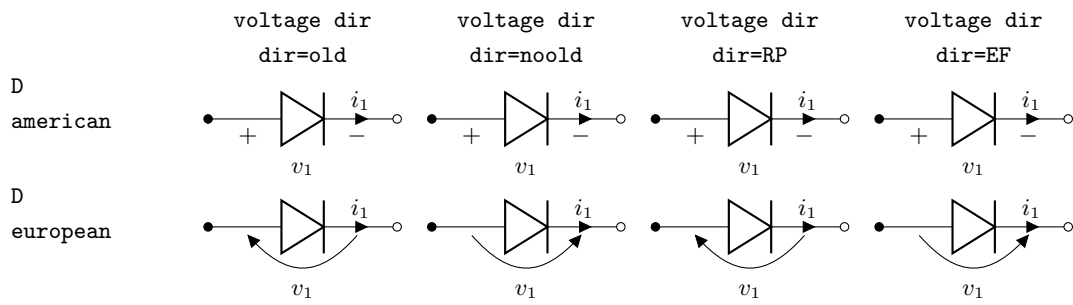 voltage dir voltage dir voltage dir voltage dir
dir=old dir=noold dir=RP dir=EF
D
american
i₁ i₁ i₁ i₁
+ − + − + − + −
v₁ v₁ v₁ v₁
D
european
i₁ i₁ i₁ i₁
v₁ v₁ v₁ v₁